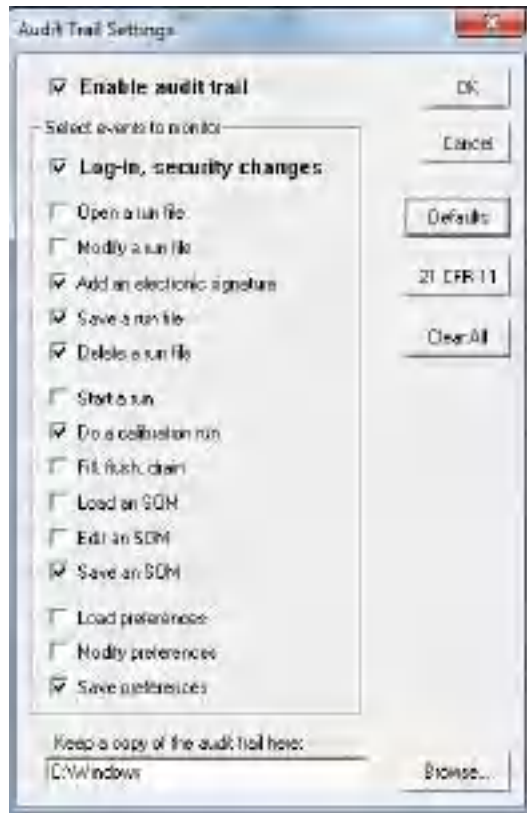 Audit Trail Settings
Enable audit trail
OK
Select events to monitor
Cancel
Log-in, security changes
Open a run file
Defaults
Modify a run file
Add an electronic signature
21 CFR 11
Save a run file
Delete a run file
Clear All
Start a run
Do a calibration run
Fill, flush, drain
Load an SOM
Edit an SOM
Save an SOM
Load preferences
Modify preferences
Save preferences
Keep a copy of the audit trail here:
C:\Windows
Browse...